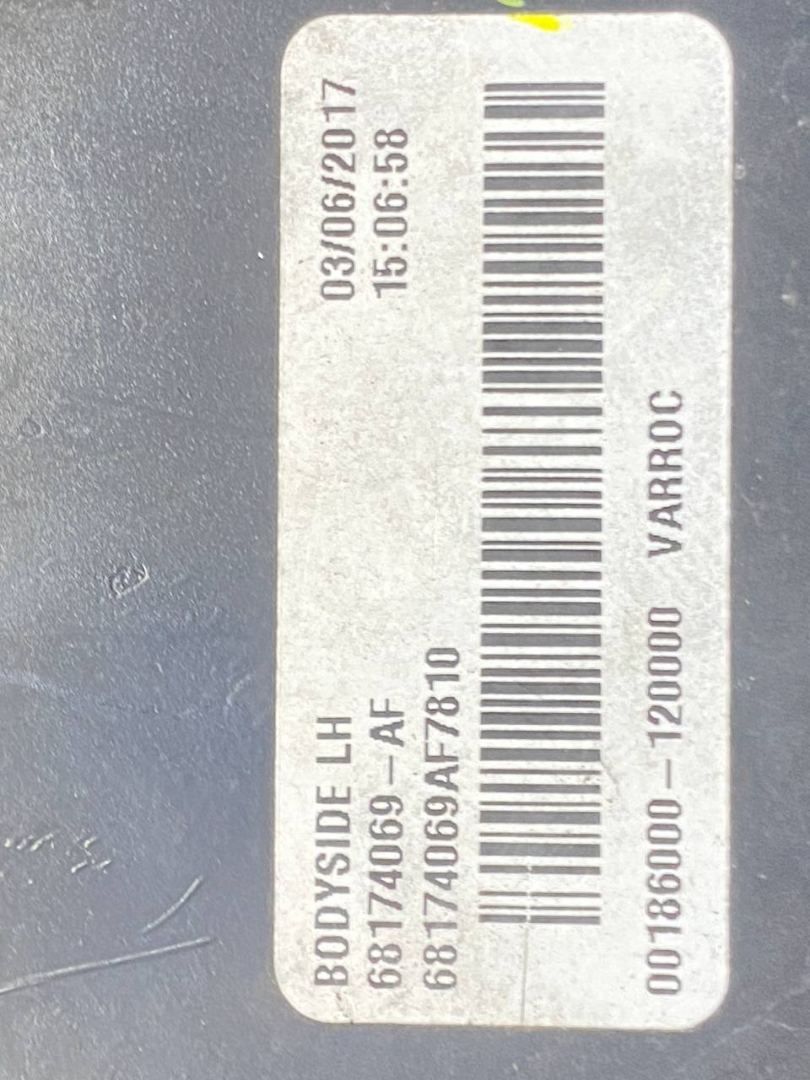 BODYSIDE LH 03/06/2017
68174069-AF 15:06:58
68174069AF7810
00186000-120000 VARROC